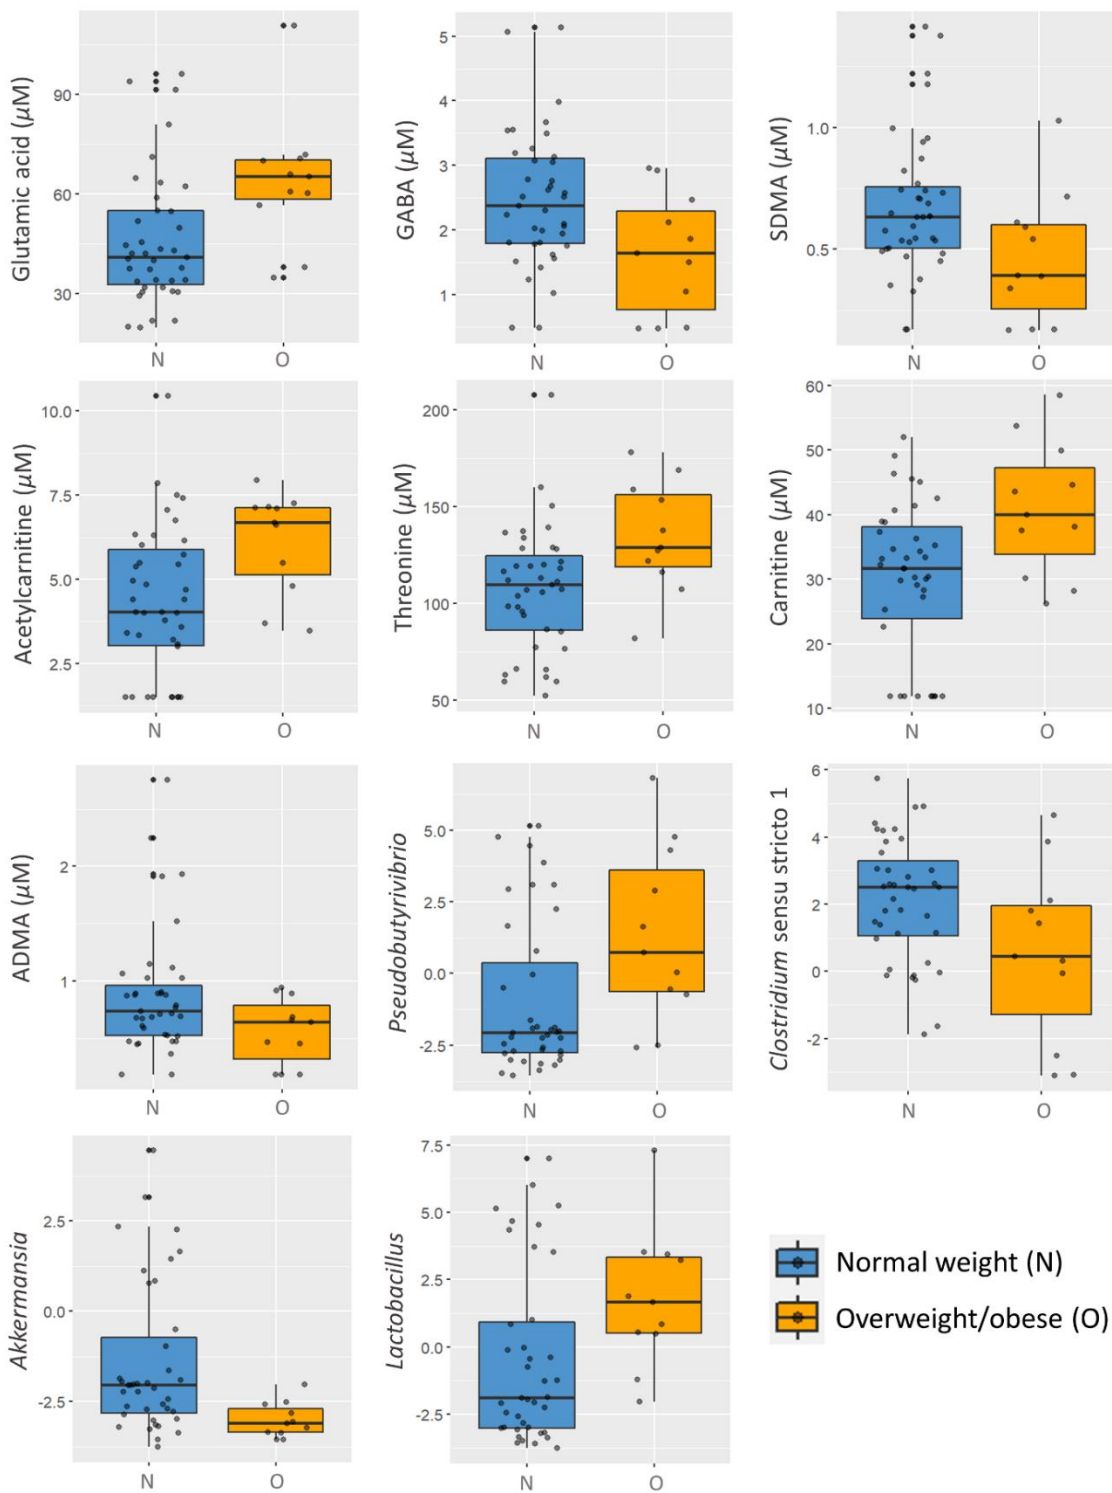 Glutamic acid (μM)
90
60
30
N
O
GABA (μM)
5
4
3
2
1
N
O
SDMA (μM)
1.0
0.5
N
O
Acetylcarnitine (μM)
10.0
7.5
5.0
2.5
N
O
Threonine (μM)
200
150
100
50
N
O
Carnitine (μM)
60
50
40
30
20
10
N
O
ADMA (μM)
2
1
N
O
Pseudobutyrivibrio
5.0
2.5
0.0
-2.5
N
O
Clostridium sensu stricto 1
6
4
2
0
-2
N
O
Akkermansia
2.5
0.0
-2.5
N
O
Lactobacillus
7.5
5.0
2.5
0.0
-2.5
N
O
Normal weight (N)
Overweight/obese (O)